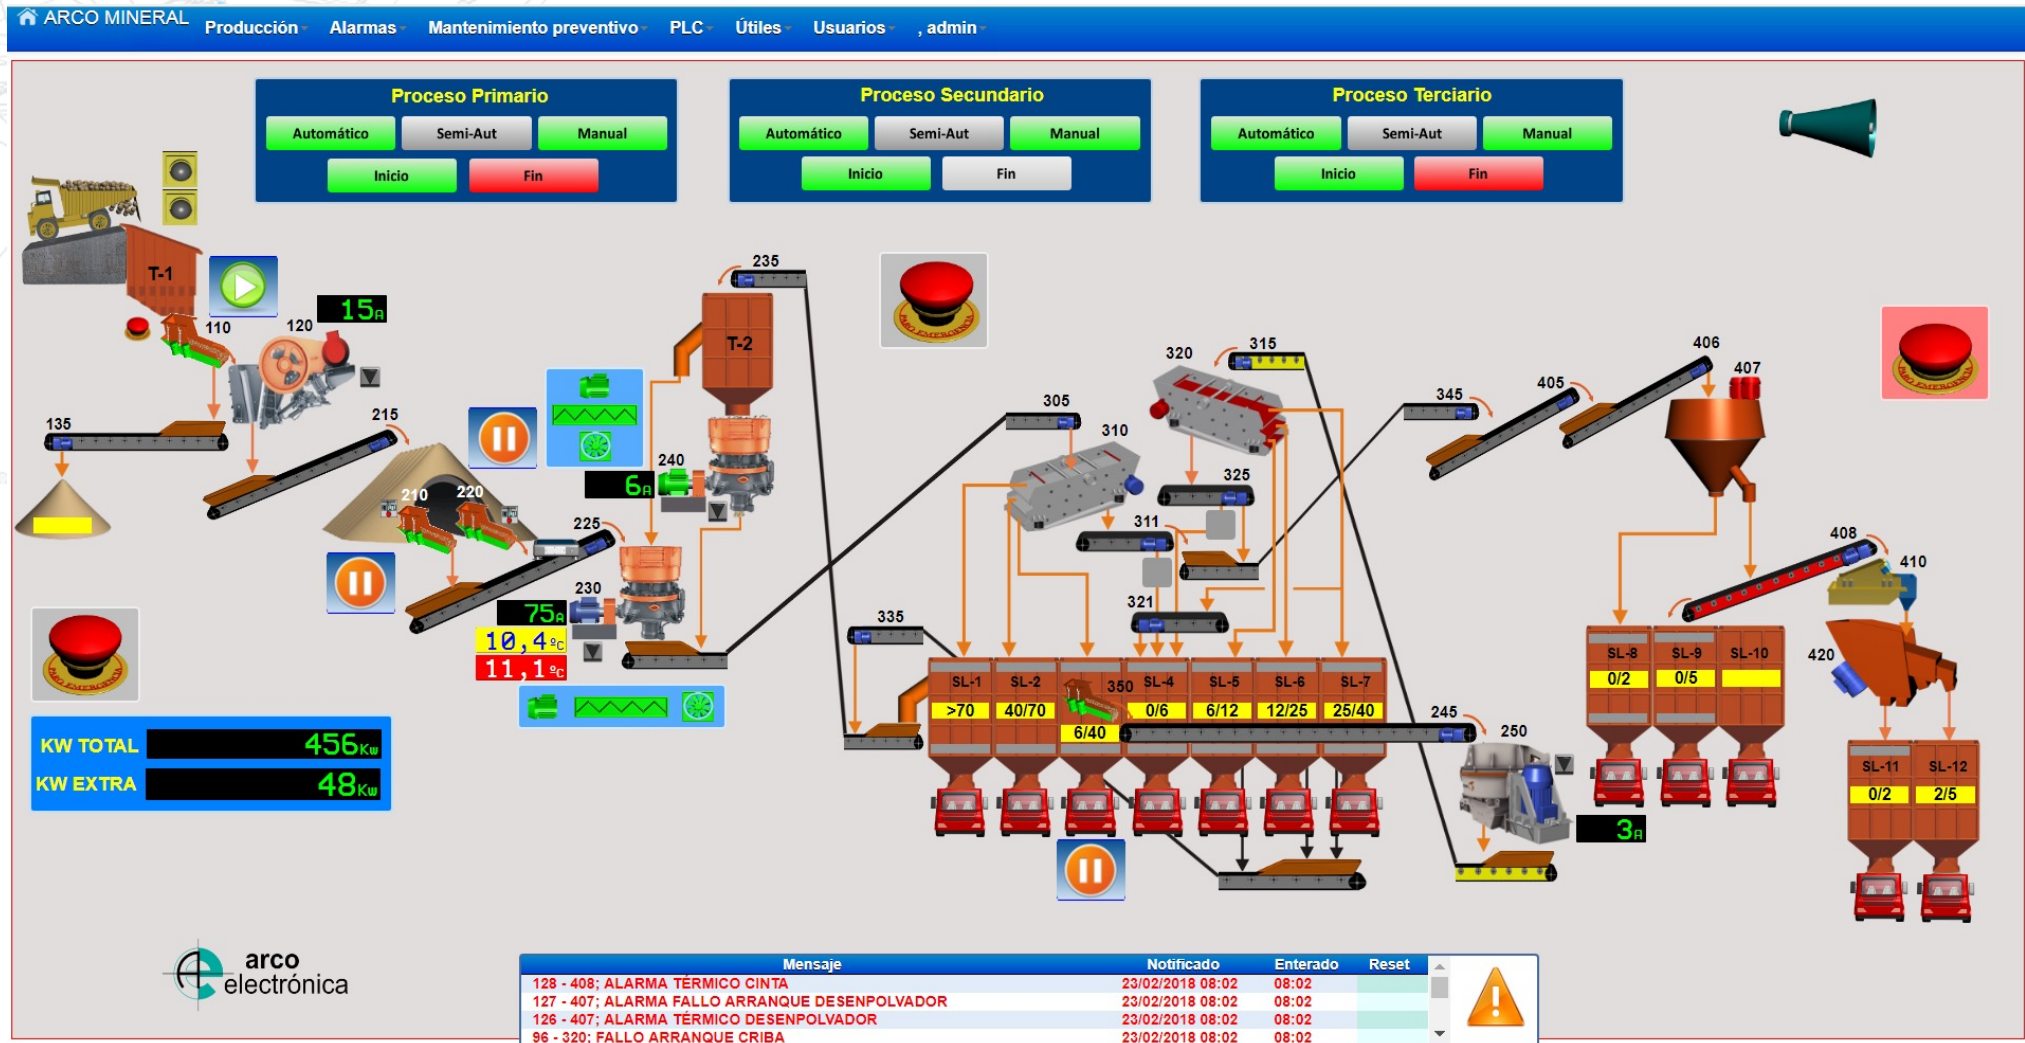 ARCO MINERAL Producción Alarmas Mantenimiento preventivo PLC Útiles Usuarios , admin
Proceso Primario
Automático Semi-Aut Manual
Inicio Fin
Proceso Secundario
Automático Semi-Aut Manual
Inicio Fin
Proceso Terciario
Automático Semi-Aut Manual
Inicio Fin
T-1
110
120
15A
135
215
210
220
225
235
T-2
240
6A
230
75A
10,4ºC
11,1ºC
PARO EMERGENCIA
PARO EMERGENCIA
PARO EMERGENCIA
305
310
311
315
320
325
321
335
345
350
405
406
407
408
410
420
245
250
3A
SL-1 SL-2 SL-4 SL-5 SL-6 SL-7
>70 40/70 0/6 6/12 12/25 25/40
6/40
SL-8 SL-9 SL-10
0/2 0/5
SL-11 SL-12
0/2 2/5
KW TOTAL 456Kw
KW EXTRA 48Kw
arco
electrónica
Mensaje Notificado Enterado Reset
128 - 408; ALARMA TÉRMICO CINTA 23/02/2018 08:02 08:02
127 - 407; ALARMA FALLO ARRANQUE DESENPOLVADOR 23/02/2018 08:02 08:02
126 - 407; ALARMA TÉRMICO DESENPOLVADOR 23/02/2018 08:02 08:02
96 - 320; FALLO ARRANQUE CRIBA 23/02/2018 08:02 08:02